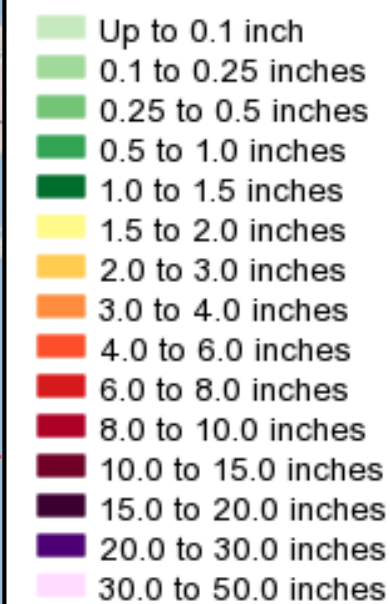 Up to 0.1 inch
0.1 to 0.25 inches
0.25 to 0.5 inches
0.5 to 1.0 inches
1.0 to 1.5 inches
1.5 to 2.0 inches
2.0 to 3.0 inches
3.0 to 4.0 inches
4.0 to 6.0 inches
6.0 to 8.0 inches
8.0 to 10.0 inches
10.0 to 15.0 inches
15.0 to 20.0 inches
20.0 to 30.0 inches
30.0 to 50.0 inches